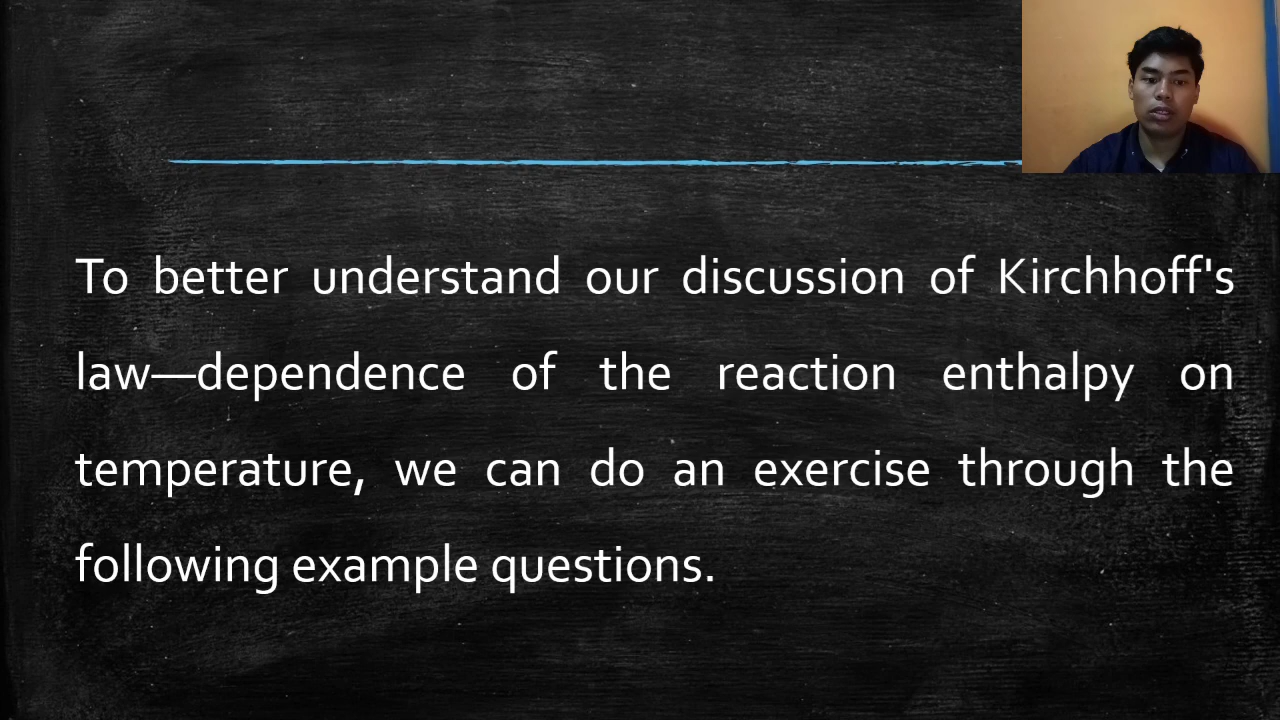 To better understand our discussion of Kirchhoff's
law—dependence of the reaction enthalpy on
temperature, we can do an exercise through the
following example questions.